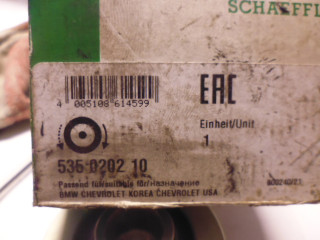 SCHAEFFL
4 005108 614599
EAC
Einheit/Unit
1
535 0202 10
BMW CHEVROLET KOREA CHEVROLET USA